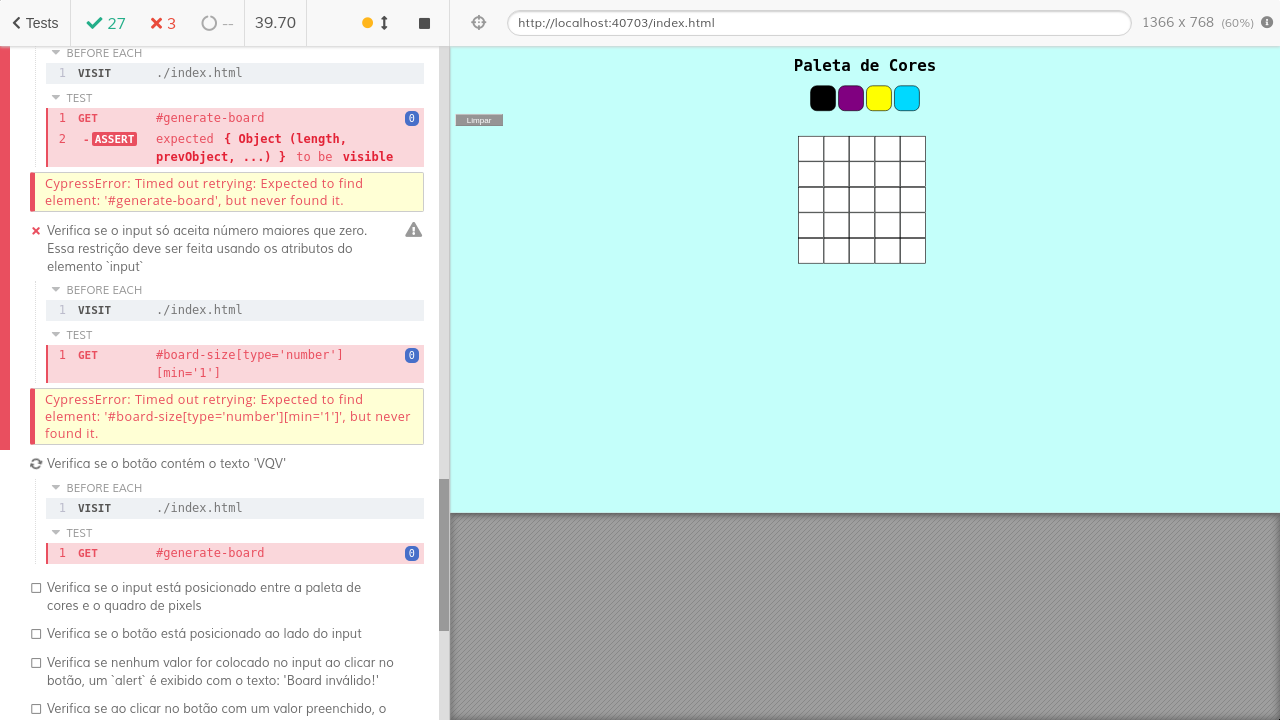 Tests
27
3
--
39.70
http://localhost:40703/index.html
1366 x 768 (60%)
BEFORE EACH
1 VISIT ./index.html
TEST
1 GET #generate-board 0
2 -ASSERT expected { Object (length,
prevObject, ...) } to be visible
CypressError: Timed out retrying: Expected to find
element: '#generate-board', but never found it.
Verifica se o input só aceita número maiores que zero.
Essa restrição deve ser feita usando os atributos do
elemento `input`
BEFORE EACH
1 VISIT ./index.html
TEST
1 GET #board-size[type='number'] 0
[min='1']
CypressError: Timed out retrying: Expected to find
element: '#board-size[type='number'][min='1']', but never
found it.
Verifica se o botão contém o texto 'VQV'
BEFORE EACH
1 VISIT ./index.html
TEST
1 GET #generate-board 0
Verifica se o input está posicionado entre a paleta de
cores e o quadro de pixels
Verifica se o botão está posicionado ao lado do input
Verifica se nenhum valor for colocado no input ao clicar no
botão, um `alert` é exibido com o texto: 'Board inválido!'
Verifica se ao clicar no botão com um valor preenchido, o
Paleta de Cores
Limpar